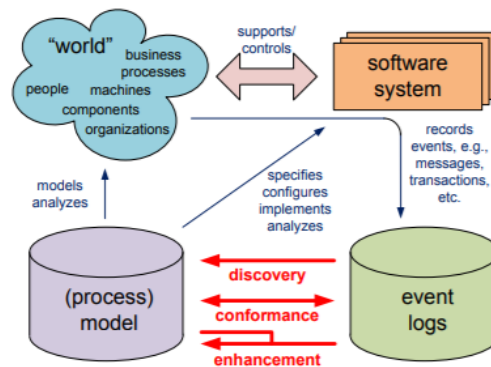 “world”
business
processes
people
machines
components
organizations
supports/
controls
software
system
records
events, e.g.,
messages,
transactions,
etc.
models
analyzes
specifies
configures
implements
analyzes
(process)
model
discovery
conformance
enhancement
event
logs